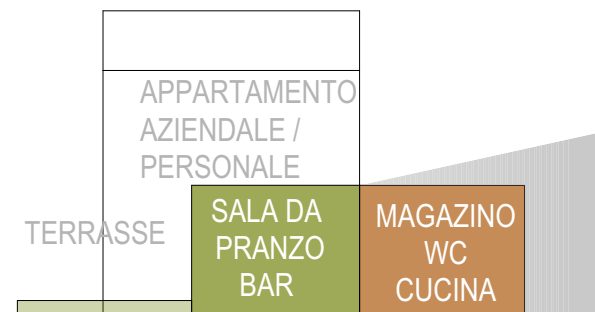 APPARTAMENTO
AZIENDALE /
PERSONALE
TERRASSE
SALA DA
PRANZO
BAR
MAGAZINO
WC
CUCINA